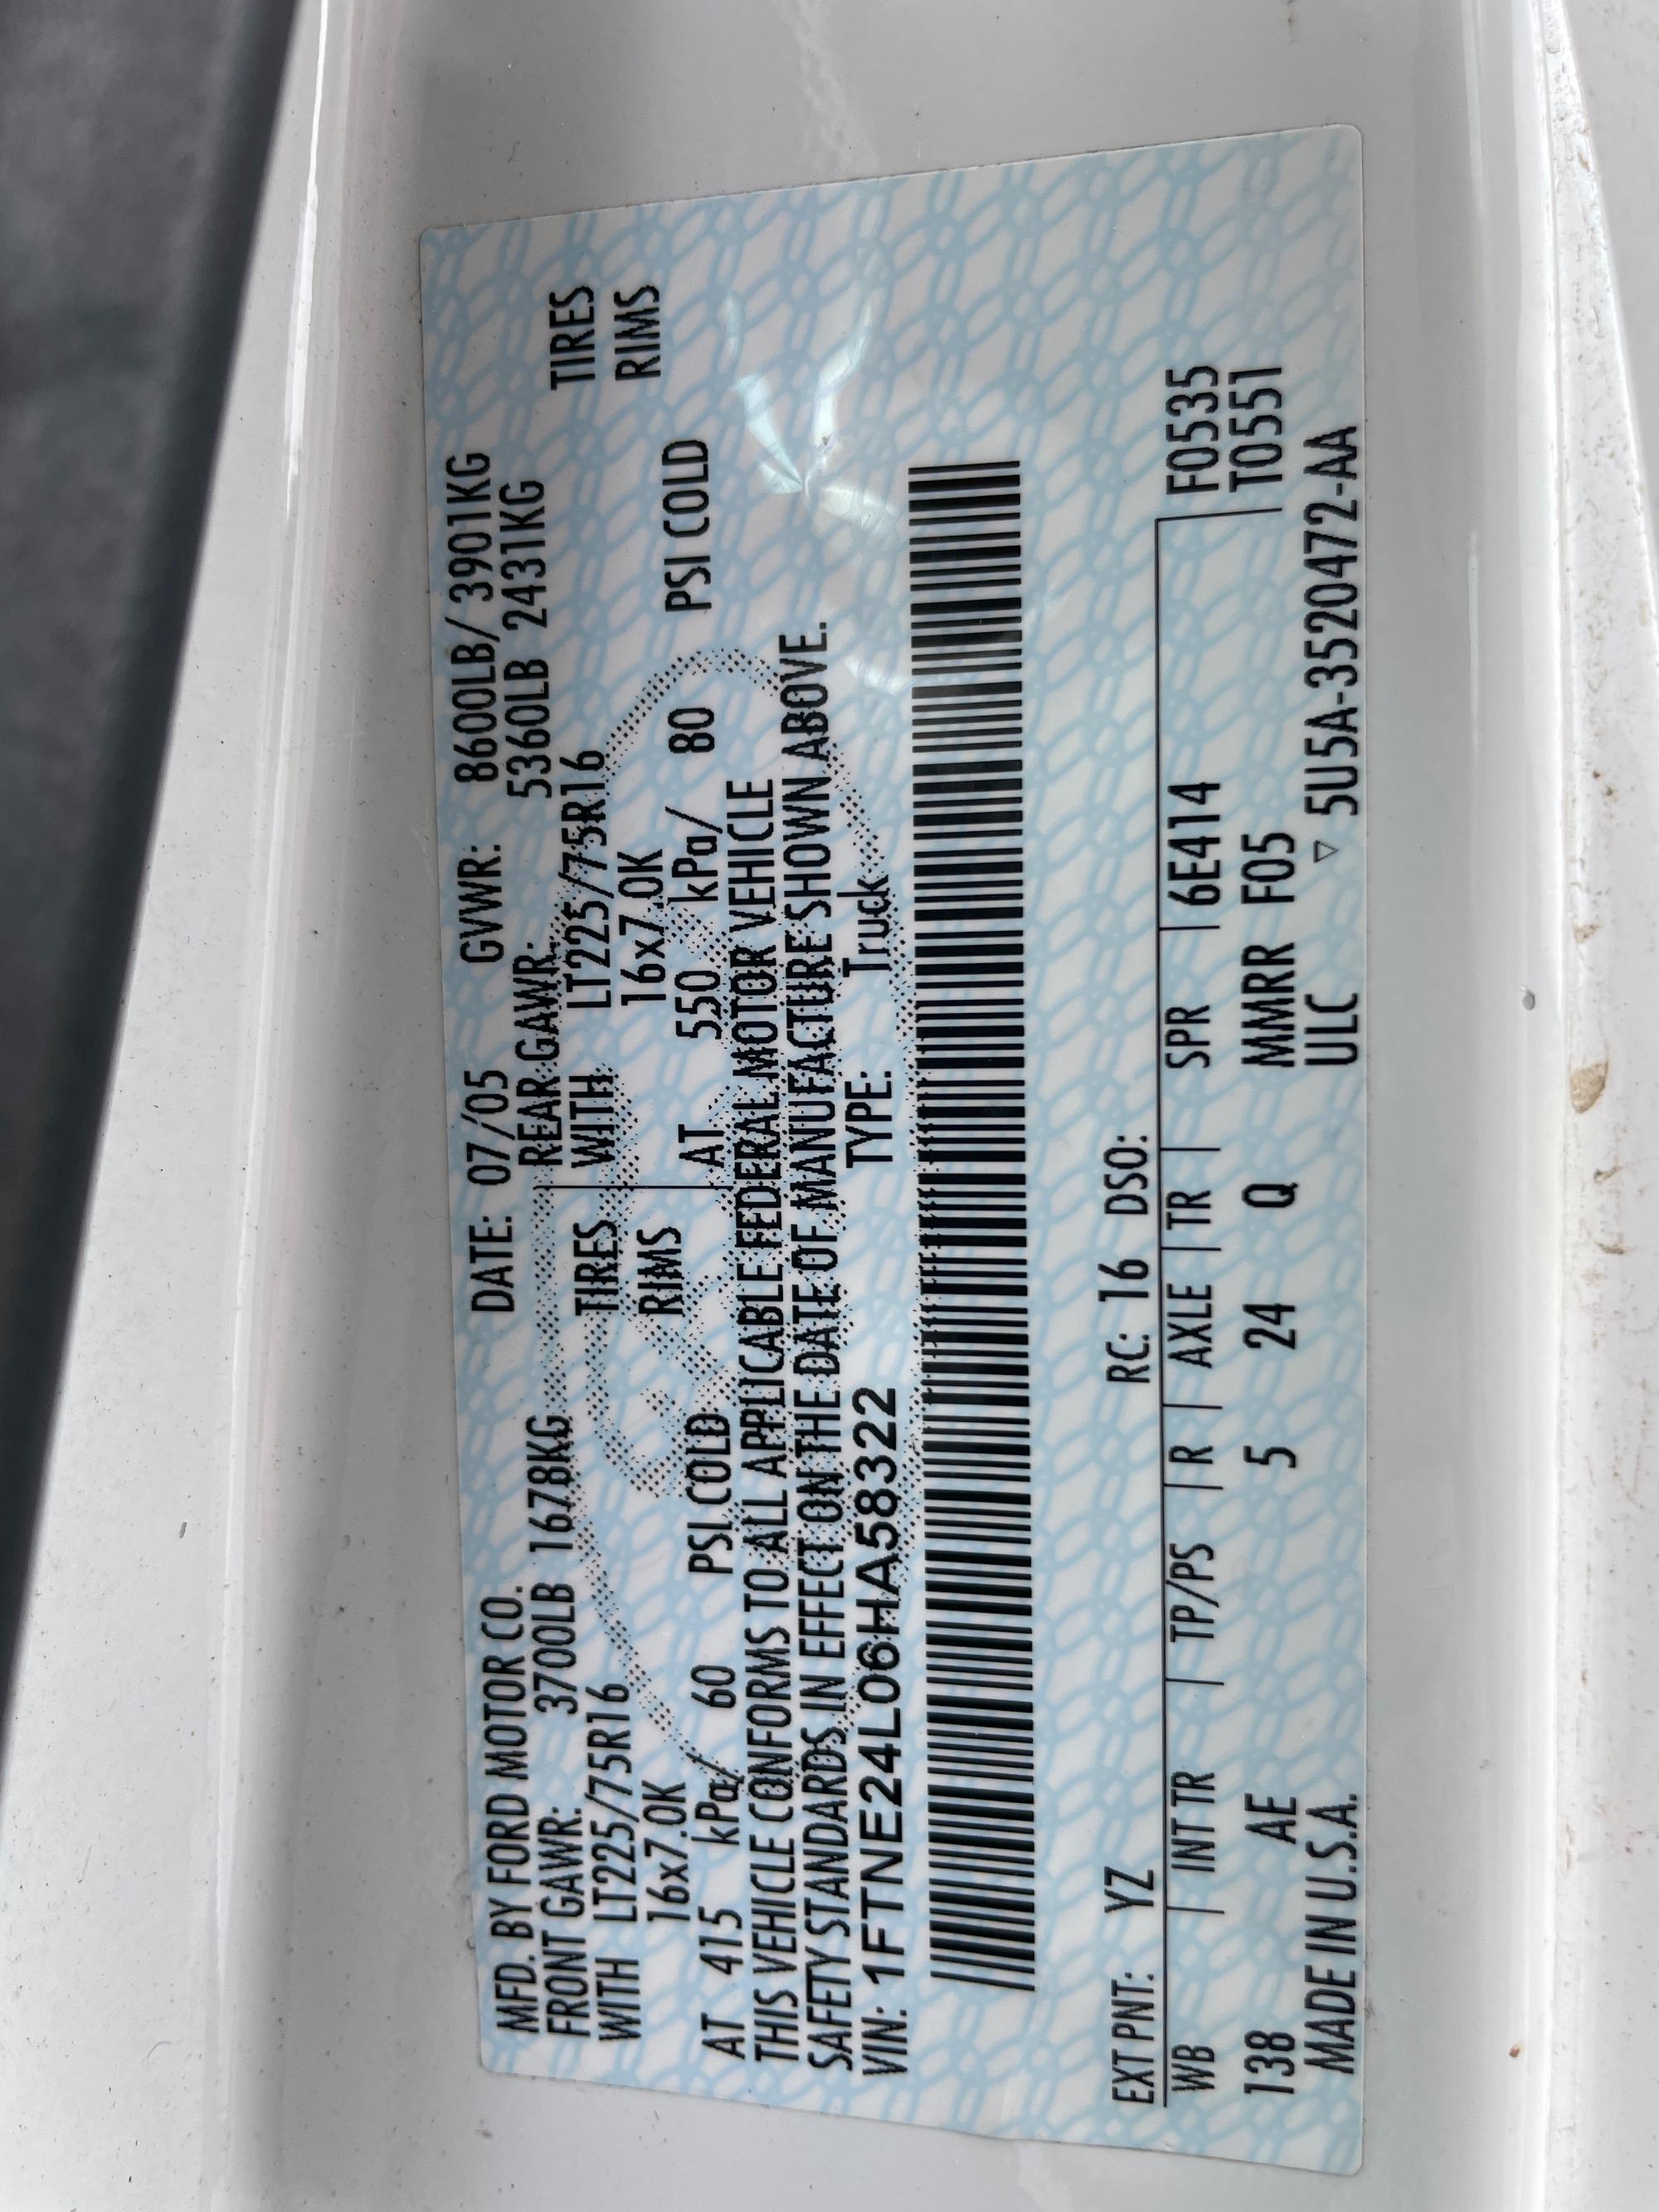 MFD. BY FORD MOTOR CO. DATE: 07/05 GVWR: 8600LB/ 3901KG
FRONT GAWR: 3700LB 1678KG REAR GAWR: 5360LB 2431KG
WITH LT225/75R16 TIRES WITH LT225/75R16 TIRES
16x7.0K RIMS 16x7.0K RIMS
AT 415 kPa/ 60 PSI COLD AT 550 kPa/ 80 PSI COLD
THIS VEHICLE CONFORMS TO ALL APPLICABLE FEDERAL MOTOR VEHICLE
SAFETY STANDARDS IN EFFECT ON THE DATE OF MANUFACTURE SHOWN ABOVE.
VIN: 1FTNE24L06HA58322 TYPE: Truck
EXT PNT: YZ RC: 16 DSO:
WB INT TR TP/PS R AXLE TR SPR 6E414 F0535
138 AE 5 24 Q MMRR F05 T0551
MADE IN U.S.A. ULC ▽ 5U5A-3520472-AA